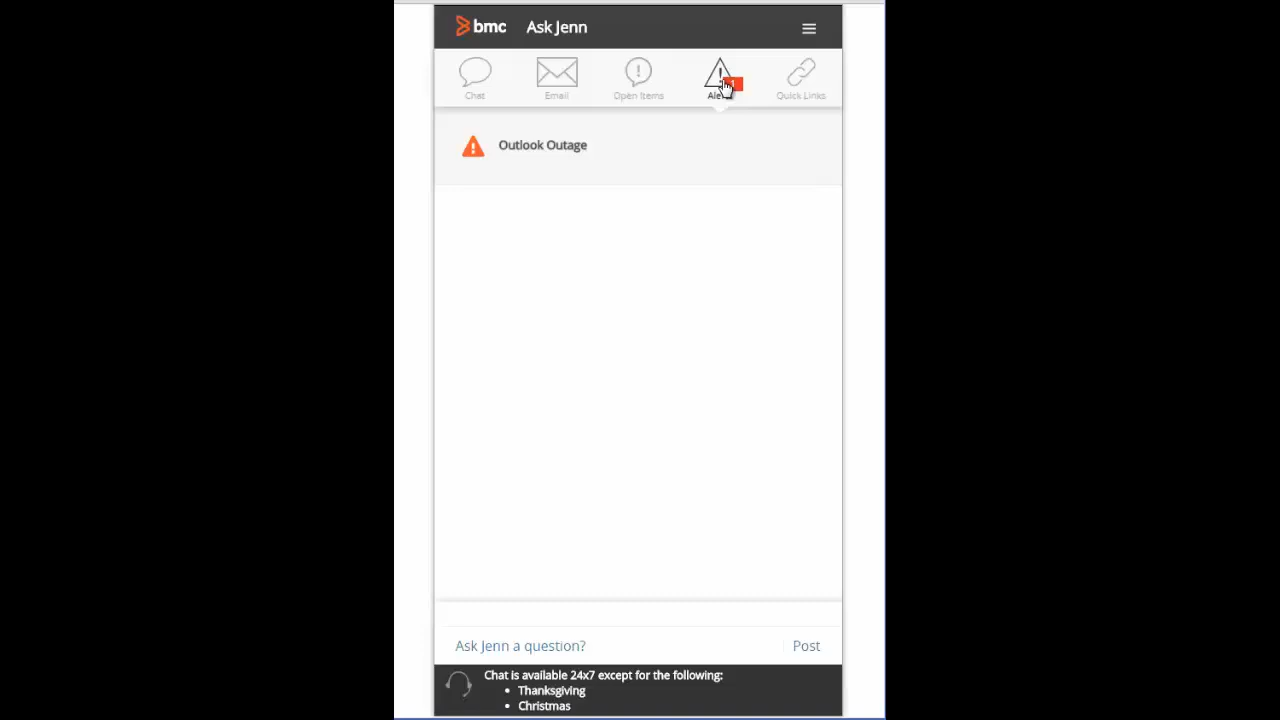 bmc Ask Jenn
Chat Email Open Items Quick Links
Outlook Outage
Ask Jenn a question? Post
Chat is available 24x7 except for the following:
• Thanksgiving
• Christmas